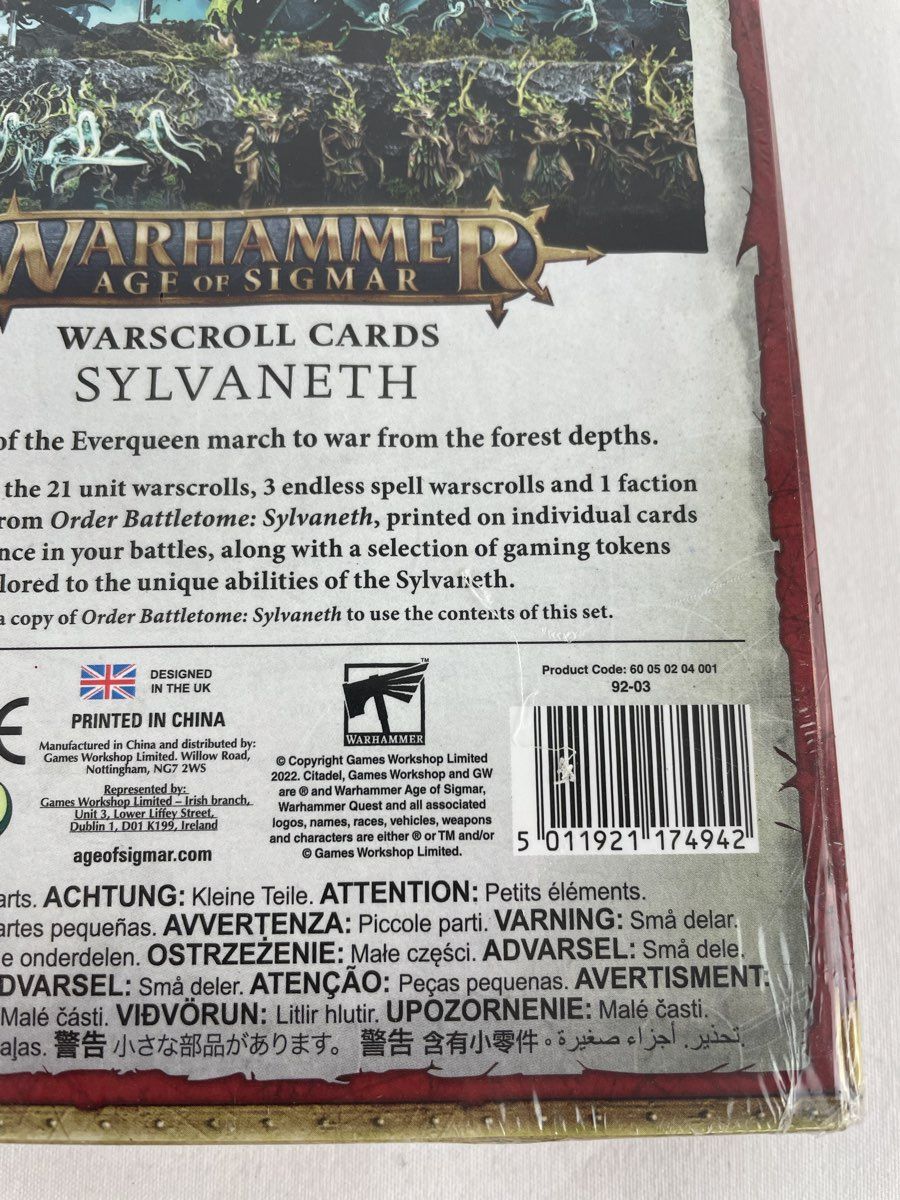 WARHAMMER
AGE OF SIGMAR
WARSCROLL CARDS
SYLVANETH
of the Everqueen march to war from the forest depths.
the 21 unit warscrolls, 3 endless spell warscrolls and 1 faction
rom Order Battletome: Sylvaneth, printed on individual cards
nce in your battles, along with a selection of gaming tokens
lored to the unique abilities of the Sylvaneth.
a copy of Order Battletome: Sylvaneth to use the contents of this set.
CE
DESIGNED
IN THE UK
PRINTED IN CHINA
Manufactured in China and distributed by:
Games Workshop Limited. Willow Road,
Nottingham, NG7 2WS
Represented by:
Games Workshop Limited – Irish branch,
Unit 3, Lower Liffey Street,
Dublin 1, D01 K199, Ireland
ageofsigmar.com
TM
WARHAMMER
© Copyright Games Workshop Limited
2022. Citadel, Games Workshop and GW
are ® and Warhammer Age of Sigmar,
Warhammer Quest and all associated
logos, names, races, vehicles, weapons
and characters are either ® or TM and/or
© Games Workshop Limited.
Product Code: 60 05 02 04 001
92-03
5 011921 174942
arts. ACHTUNG: Kleine Teile. ATTENTION: Petits éléments.
artes pequeñas. AVVERTENZA: Piccole parti. VARNING: Små delar.
e onderdelen. OSTRZEŻENIE: Małe części. ADVARSEL: Små dele.
DVARSEL: Små deler. ATENÇÃO: Peças pequenas. AVERTISMENT:
Malé části. VIÐVÖRUN: Litlir hlutir. UPOZORNENIE: Malé časti.
aļas. 警告 小さな部品があります。 警告 含有小零件。تحذير. أجزاء صغيرة.